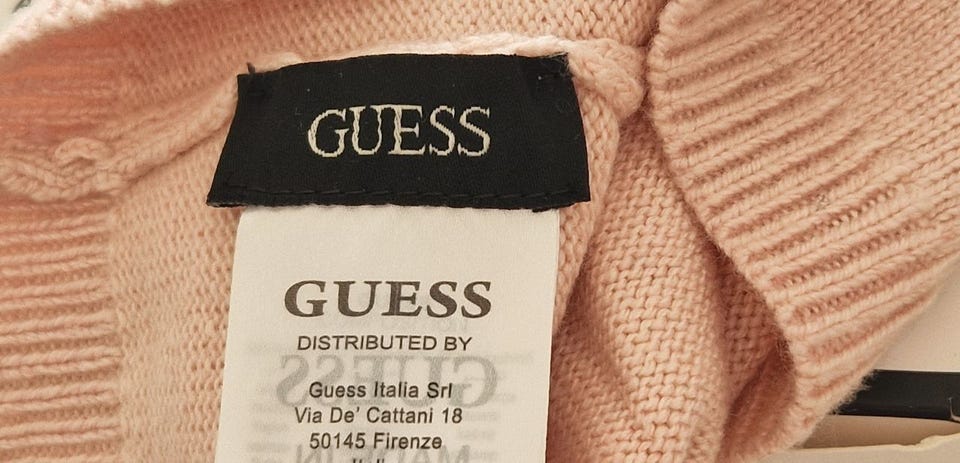 GUESS
GUESS
DISTRIBUTED BY
Guess Italia Srl
Via De' Cattani 18
50145 Firenze